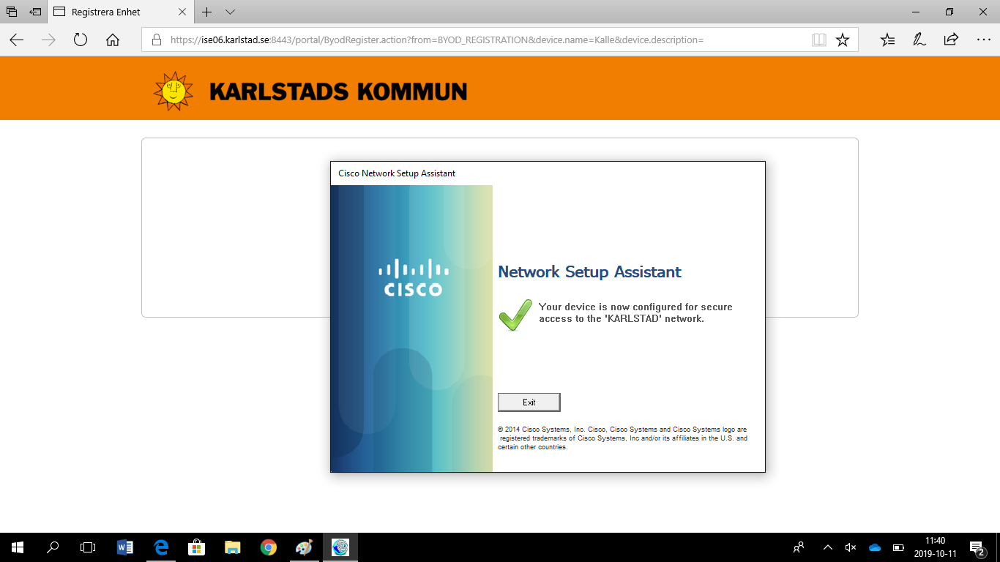 Registrera Enhet
https://ise06.karlstad.se:8443/portal/ByodRegister.action?from=BYOD_REGISTRATION&device.name=Kalle&device.description=
KARLSTADS KOMMUN
Cisco Network Setup Assistant
CISCO
Network Setup Assistant
Your device is now configured for secure
access to the 'KARLSTAD' network.
Exit
© 2014 Cisco Systems, Inc. Cisco, Cisco Systems and Cisco Systems logo are
registered trademarks of Cisco Systems, Inc and/or its affiliates in the U.S. and
certain other countries.
11:40
2019-10-11
2